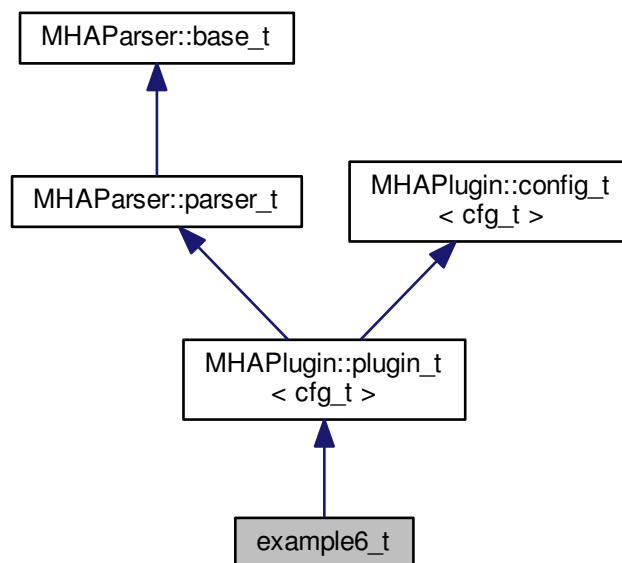 MHAParser::base_t
MHAParser::parser_t
MHAPlugin::config_t
< cfg_t >
MHAPlugin::plugin_t
< cfg_t >
example6_t